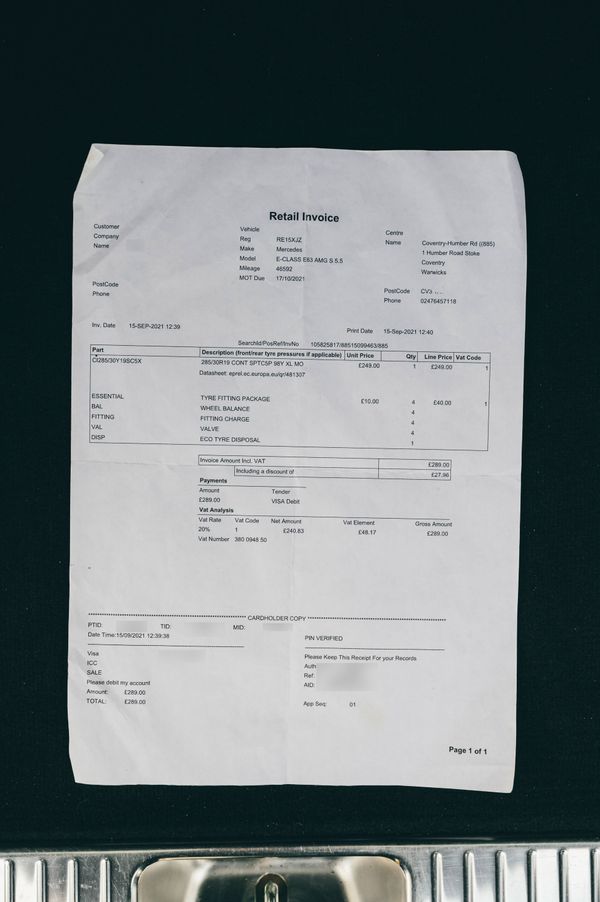 Retail Invoice
Customer
Company
Name
PostCode
Phone
Vehicle
Reg RE15XJZ
Make Mercedes
Model E-CLASS E63 AMG S 5.5
Mileage 46592
MOT Due 17/10/2021
Centre
Name Coventry-Humber Rd ((885)
1 Humber Road Stoke
Coventry
Warwicks
PostCode CV3
Phone 02476457118
Inv. Date 15-SEP-2021 12:39
Print Date 15-Sep-2021 12:40
SearchId/PosRef/InvNo 105825817/88515099463/885
Part Description (front/rear tyre pressures if applicable) Unit Price Qty Line Price Vat Code
CI285/30Y19SC5X 285/30R19 CONT SPTC5P 98Y XL MO £249.00 1 £249.00 1
Datasheet: eprel.ec.europa.eu/qr/481307
ESSENTIAL TYRE FITTING PACKAGE £10.00 4 £40.00 1
BAL WHEEL BALANCE 4
FITTING FITTING CHARGE 4
VAL VALVE 4
DISP ECO TYRE DISPOSAL 1
Invoice Amount Incl. VAT £289.00
Including a discount of £27.96
Payments
Amount Tender
£289.00 VISA Debit
Vat Analysis
Vat Rate Vat Code Net Amount Vat Element Gross Amount
20% 1 £240.83 £48.17 £289.00
Vat Number 380 0948 50
CARDHOLDER COPY
PTID: TID: MID:
Date Time:15/09/2021 12:39:38
PIN VERIFIED
Visa
ICC
SALE
Please debit my account
Amount: £289.00
TOTAL: £289.00
Please Keep This Receipt For your Records
Auth
Ref:
AID:
App Seq: 01
Page 1 of 1